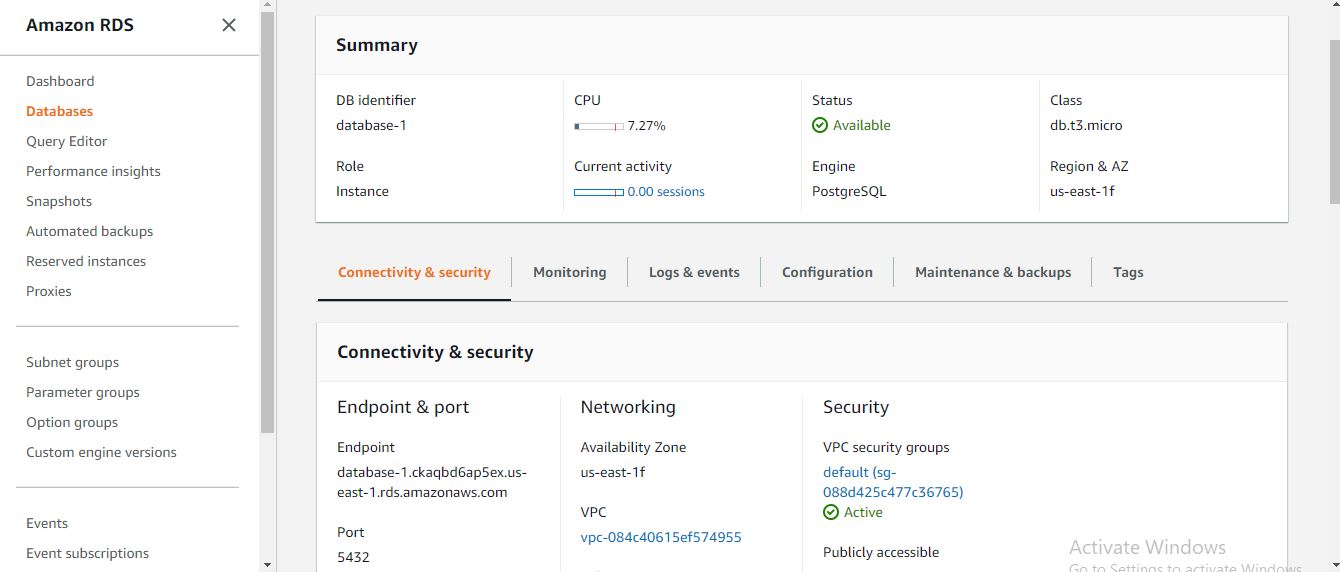 Amazon RDS
Dashboard
Databases
Query Editor
Performance insights
Snapshots
Automated backups
Reserved instances
Proxies
Subnet groups
Parameter groups
Option groups
Custom engine versions
Events
Event subscriptions
Summary
DB identifier
database-1
CPU
7.27%
Status
Available
Class
db.t3.micro
Role
Instance
Current activity
0.00 sessions
Engine
PostgreSQL
Region & AZ
us-east-1f
Connectivity & security
Monitoring
Logs & events
Configuration
Maintenance & backups
Tags
Connectivity & security
Endpoint & port
Endpoint
database-1.ckaqbd6ap5ex.us-
east-1.rds.amazonaws.com
Port
5432
Networking
Availability Zone
us-east-1f
VPC
vpc-084c40615ef574955
Security
VPC security groups
default (sg-
088d425c477c36765)
Active
Publicly accessible
Activate Windows
Go to Settings to activate Windows.